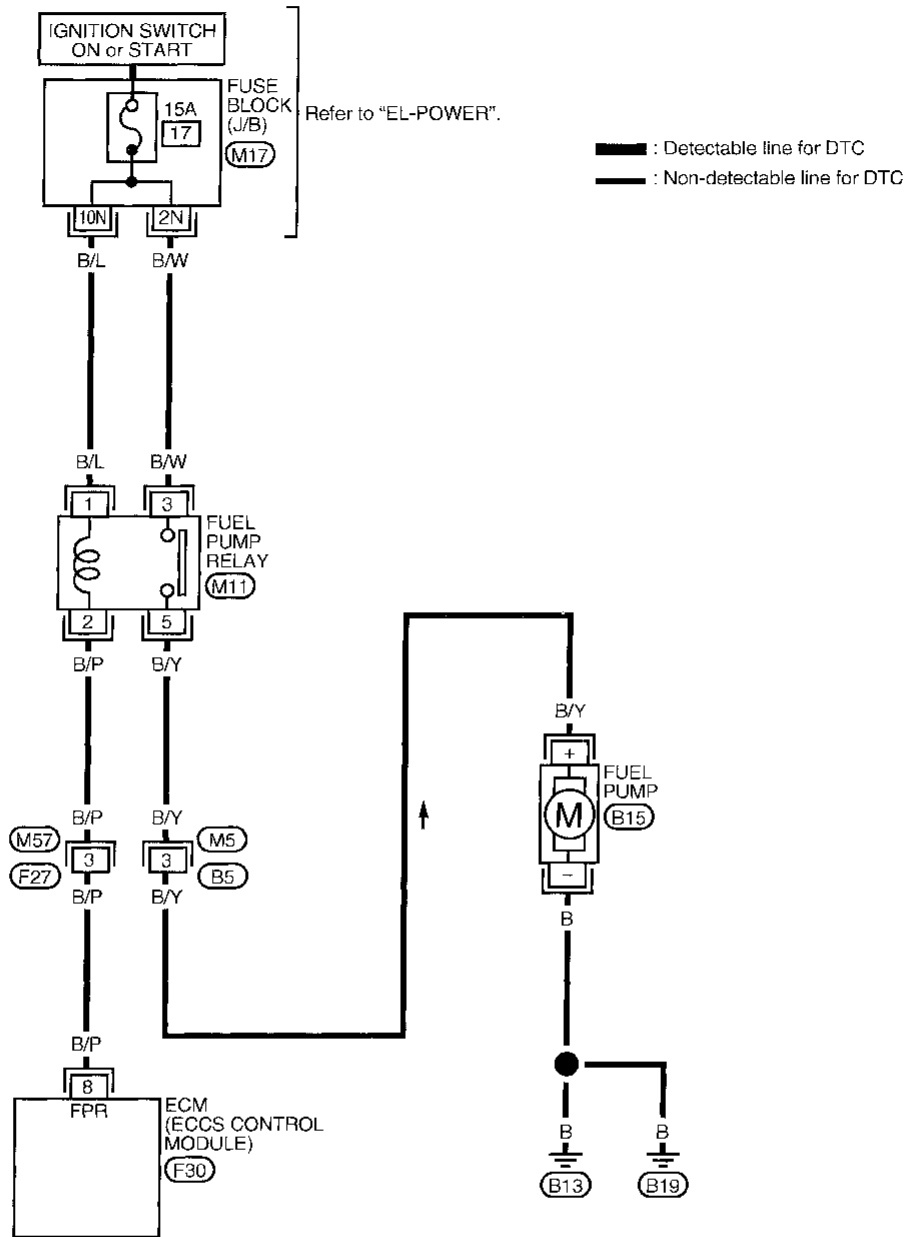 IGNITION SWITCH
ON or START
FUSE
BLOCK
(J/B)
M17
15A
17
Refer to "EL-POWER".
: Detectable line for DTC
: Non-detectable line for DTC
10N
2N
B/L
B/W
B/L
B/W
1
3
FUEL
PUMP
RELAY
M11
2
5
B/P
B/Y
B/Y
+
FUEL
PUMP
M
B15
−
B
B/P
B/Y
M57
3
F27
3
M5
B5
B/P
B/Y
B/P
8
FPR
ECM
(ECCS CONTROL
MODULE)
F30
B
B
B13
B19